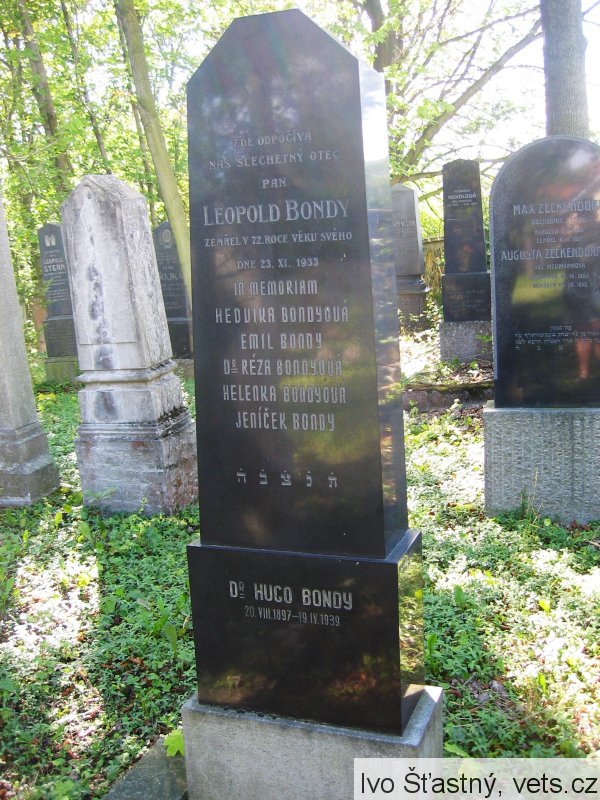 ZDE ODPOČÍVÁ
NÁŠ ŠLECHETNÝ OTEC
PAN
LEOPOLD BONDY
ZEMŘEL V 72. ROCE VĚKU SVÉHO
DNE 23. XI. 1933
IN MEMORIAM
HEDVIKA BONDYOVÁ
EMIL BONDY
DR RÉZA BONDYOVÁ
HELENKA BONDYOVÁ
JENÍČEK BONDY
ת נ צ ב ה
DR HUGO BONDY
20.VIII.1897–19.IV.1939
LEOPOLD
STERN
MAX ZECKENDORF
AUGUSTA ZECKENDORF
Ivo Šťastný, vets.cz